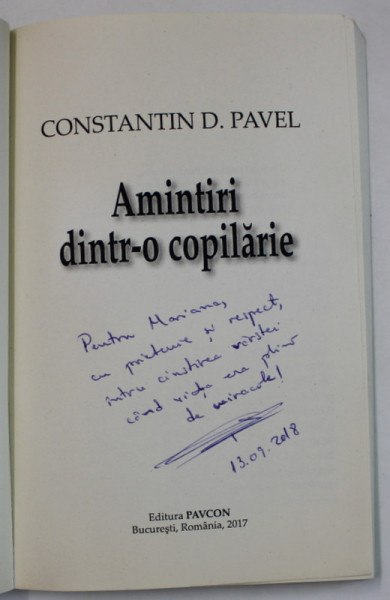 CONSTANTIN D. PAVEL
Amintiri
dintr-o copilărie
Pentru Mariana,
cu prietenie și respect,
întru cinstirea vârstei
când viața era plină
de miracole!
13.09.2018
Editura PAVCON
București, România, 2017